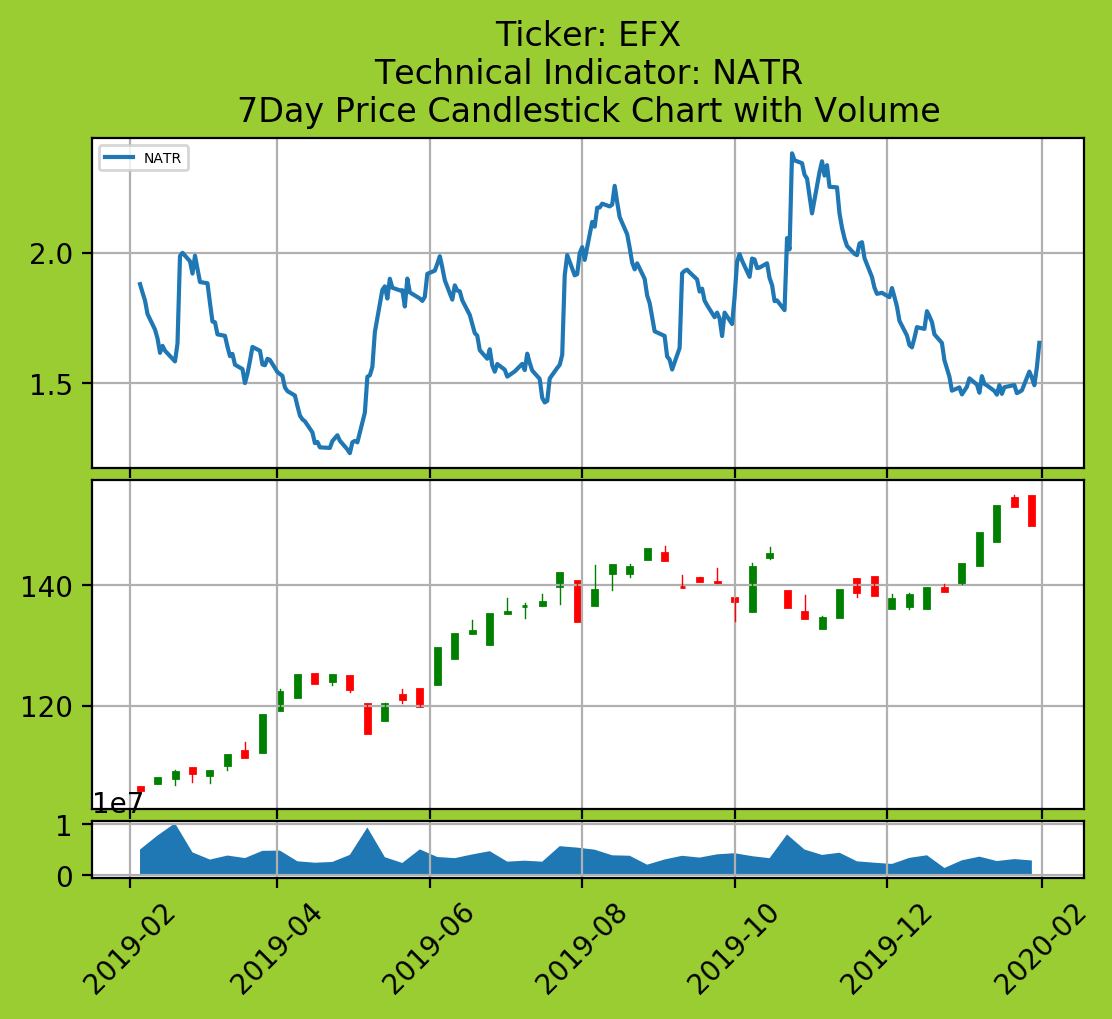 Ticker: EFX
Technical Indicator: NATR
7Day Price Candlestick Chart with Volume
NATR
2.0
1.5
140
120
1e7
1
0
2019-02
2019-04
2019-06
2019-08
2019-10
2019-12
2020-02